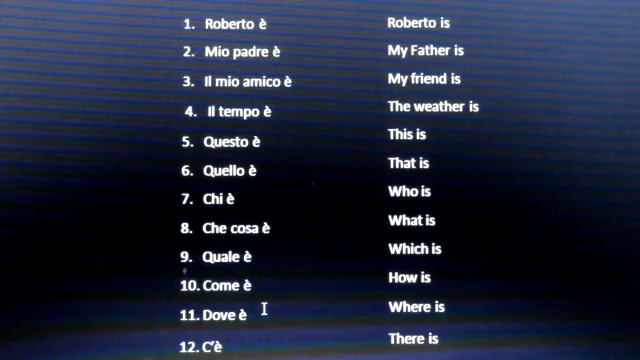 1. Roberto è Roberto is
2. Mio padre è My Father is
3. Il mio amico è My friend is
4. Il tempo è The weather is
5. Questo è This is
6. Quello è That is
7. Chi è Who is
8. Che cosa è What is
9. Quale è Which is
10. Come è How is
11. Dove è Where is
12. C'è There is